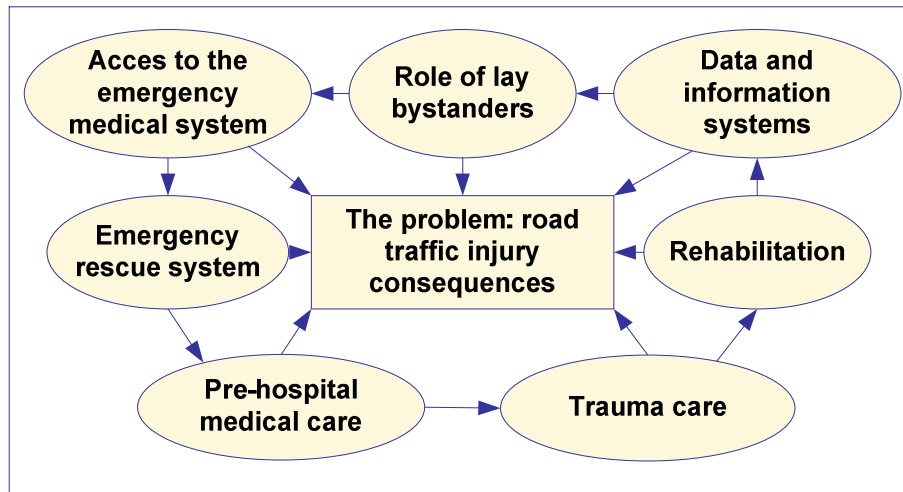 Acces to the
emergency
medical system
Role of lay
bystanders
Data and
information
systems
Emergency
rescue system
The problem: road
traffic injury
consequences
Rehabilitation
Pre-hospital
medical care
Trauma care